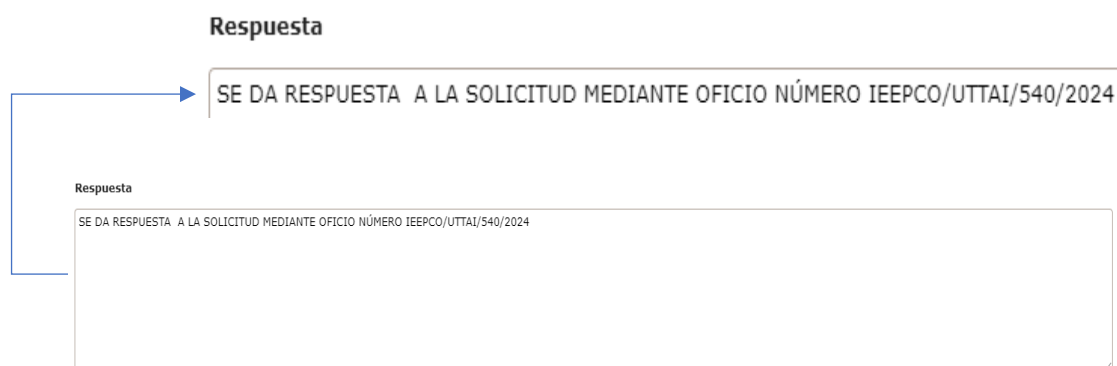 Respuesta
SE DA RESPUESTA  A LA SOLICITUD MEDIANTE OFICIO NÚMERO IEEPCO/UTTAI/540/2024
Respuesta
SE DA RESPUESTA  A LA SOLICITUD MEDIANTE OFICIO NÚMERO IEEPCO/UTTAI/540/2024